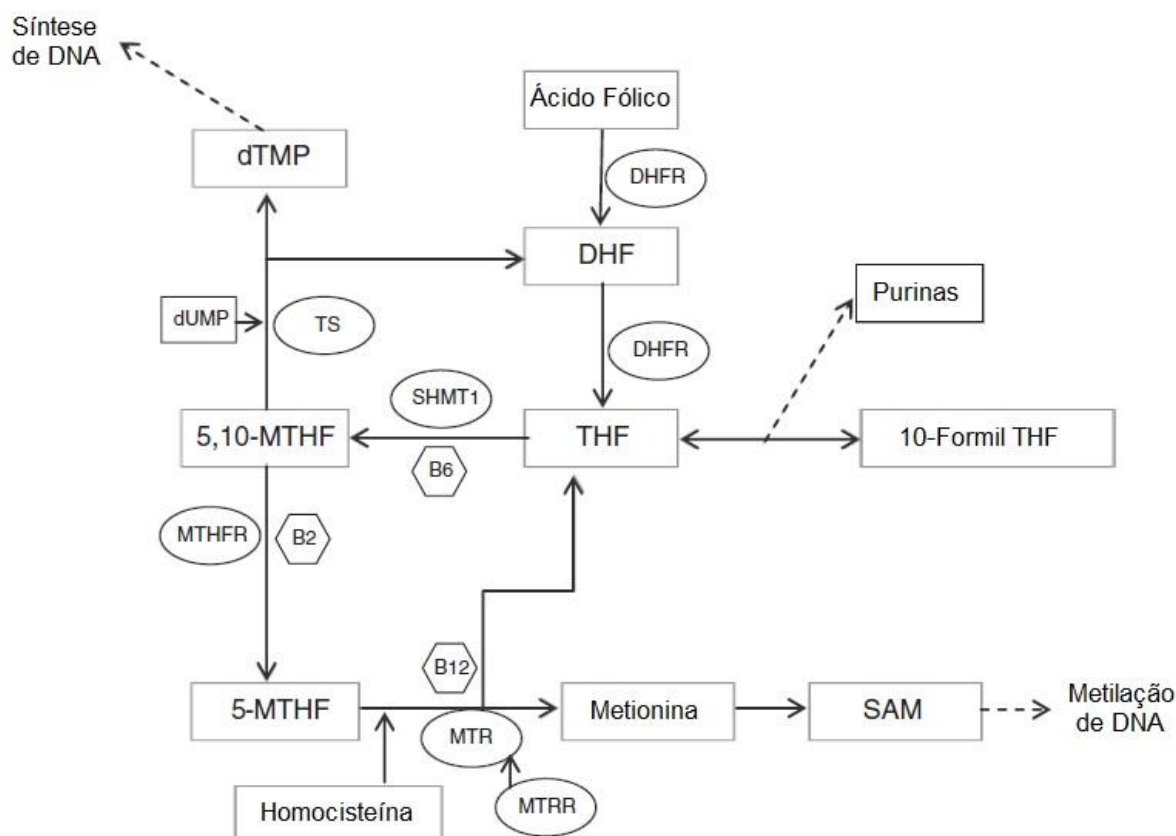 Síntese
de DNA
Ácido Fólico
dTMP
DHFR
DHF
Purinas
dUMP
TS
DHFR
SHMT1
5,10-MTHF
THF
10-Formil THF
B6
MTHFR
B2
B12
5-MTHF
Metionina
SAM
Metilação
de DNA
MTR
Homocisteína
MTRR